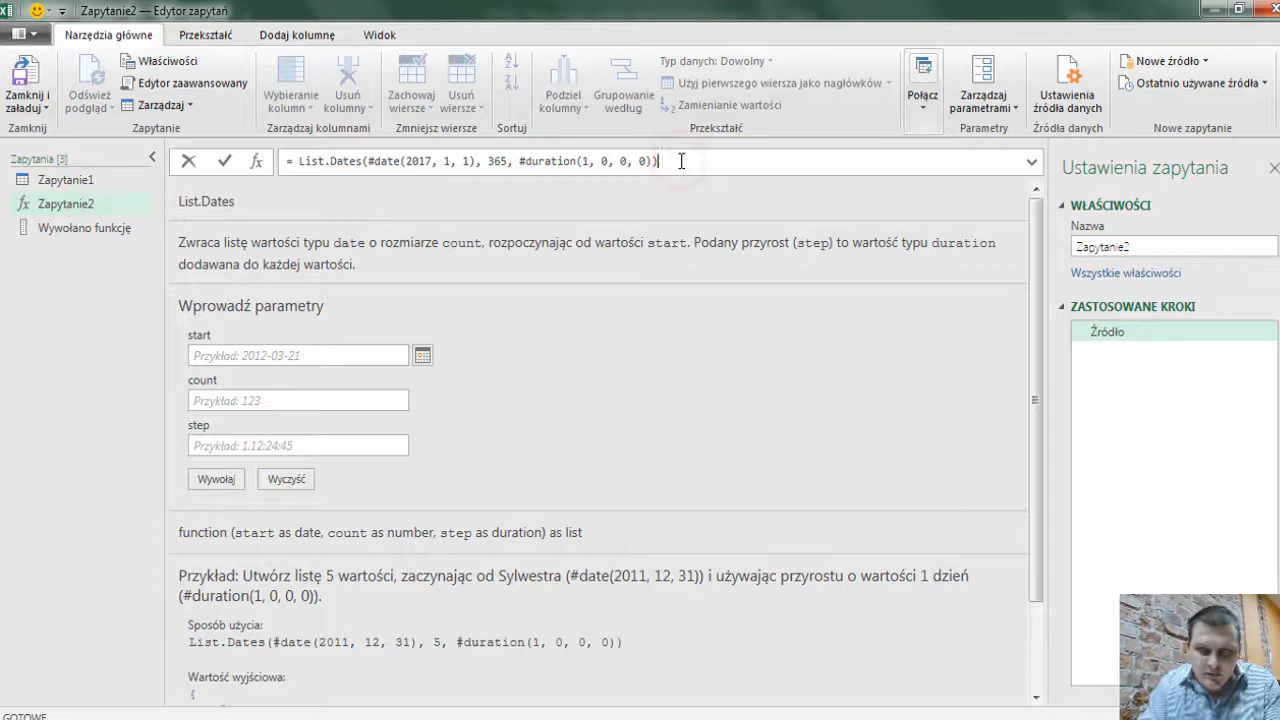 Zapytanie2 — Edytor zapytań
Narzędzia główne Przekształć Dodaj kolumnę Widok
Zamknij i załaduj
Zamknij
Odśwież podgląd
Właściwości
Edytor zaawansowany
Zarządzaj
Zapytanie
Wybieranie kolumn
Usuń kolumny
Zarządzaj kolumnami
Zachowaj wiersze
Usuń wiersze
Zmniejsz wiersze
Sortuj
Podziel kolumny
Grupowanie według
Typ danych: Dowolny
Użyj pierwszego wiersza jako nagłówków
Zamienianie wartości
Przekształć
Połącz
Zarządzaj parametrami
Parametry
Ustawienia źródła danych
Źródła danych
Nowe źródło
Ostatnio używane źródła
Nowe zapytanie
Zapytania [3]
Zapytanie1
Zapytanie2
Wywołano funkcję
= List.Dates(#date(2017, 1, 1), 365, #duration(1, 0, 0, 0))
List.Dates
Zwraca listę wartości typu date o rozmiarze count, rozpoczynając od wartości start. Podany przyrost (step) to wartość typu duration
dodawana do każdej wartości.
Wprowadź parametry
start
Przykład: 2012-03-21
count
Przykład: 123
step
Przykład: 1.12:24:45
Wywołaj Wyczyść
function (start as date, count as number, step as duration) as list
Przykład: Utwórz listę 5 wartości, zaczynając od Sylwestra (#date(2011, 12, 31)) i używając przyrostu o wartości 1 dzień
(#duration(1, 0, 0, 0)).
Sposób użycia:
List.Dates(#date(2011, 12, 31), 5, #duration(1, 0, 0, 0))
Wartość wyjściowa:
{
Ustawienia zapytania
WŁAŚCIWOŚCI
Nazwa
Zapytanie2
Wszystkie właściwości
ZASTOSOWANE KROKI
Źródło
GOTOWE